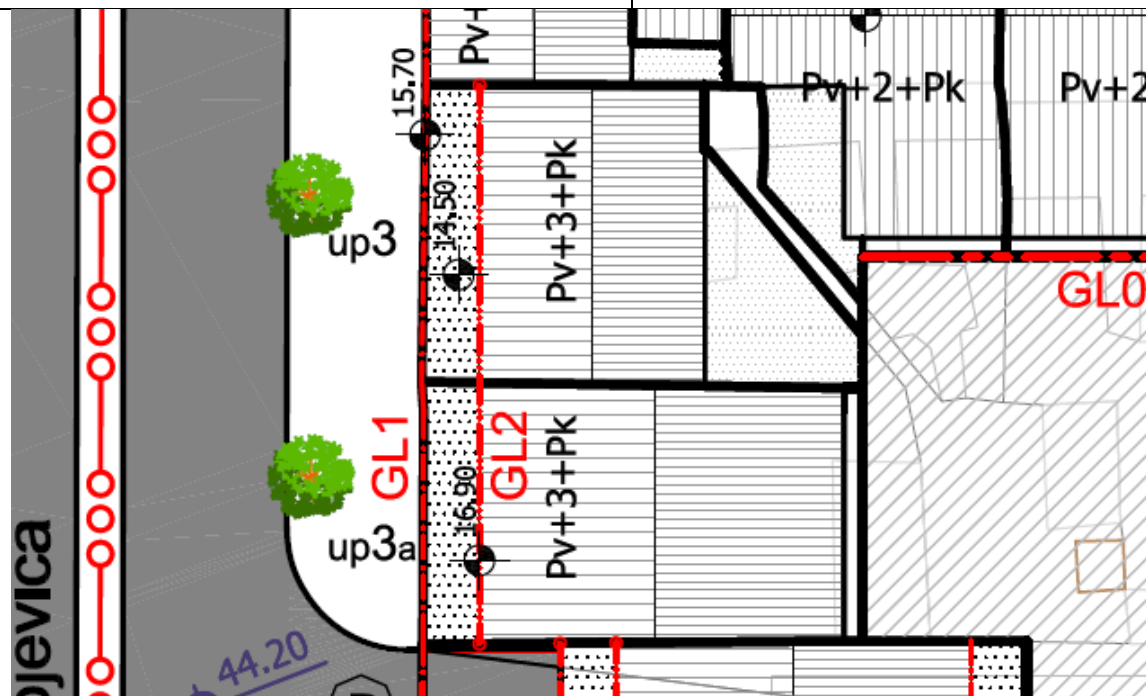 Pv+
15.70
Pv+2+Pk
Pv+2
14.50
Pv+3+Pk
up3
GL0
GL1
GL2
16.90
Pv+3+Pk
up3a
ojevica
44.20